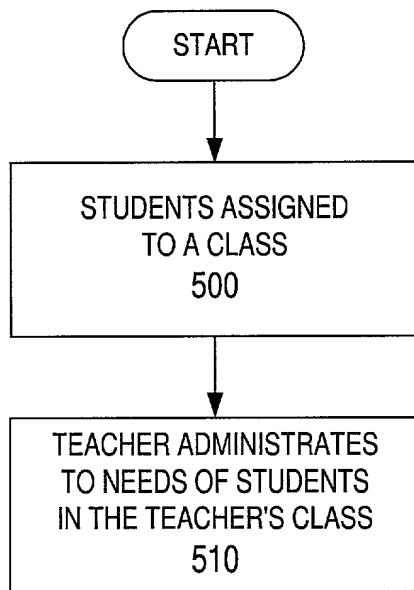 START
STUDENTS ASSIGNED
TO A CLASS
500
TEACHER ADMINISTRATES
TO NEEDS OF STUDENTS
IN THE TEACHER'S CLASS
510